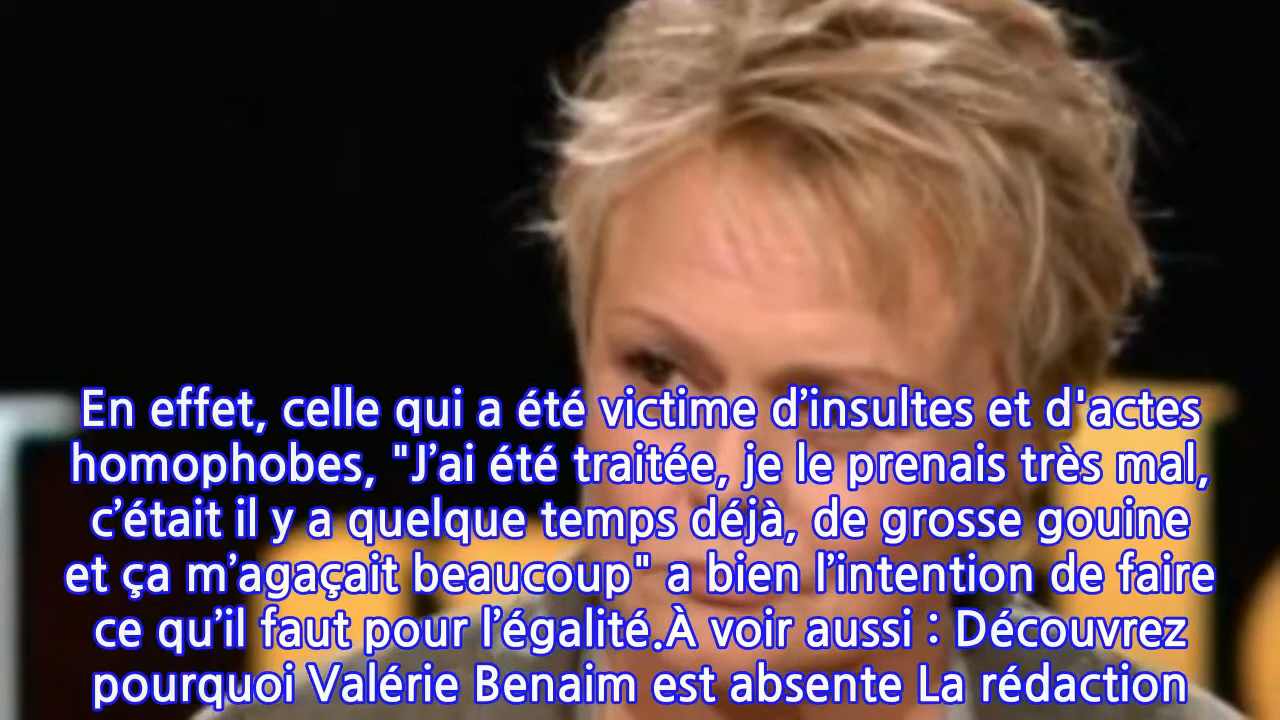 En effet, celle qui a été victime d’insultes et d'actes
homophobes, "J’ai été traitée, je le prenais très mal,
c’était il y a quelque temps déjà, de grosse gouine
et ça m’agaçait beaucoup" a bien l’intention de faire
ce qu’il faut pour l’égalité.À voir aussi : Découvrez
pourquoi Valérie Benaim est absente La rédaction